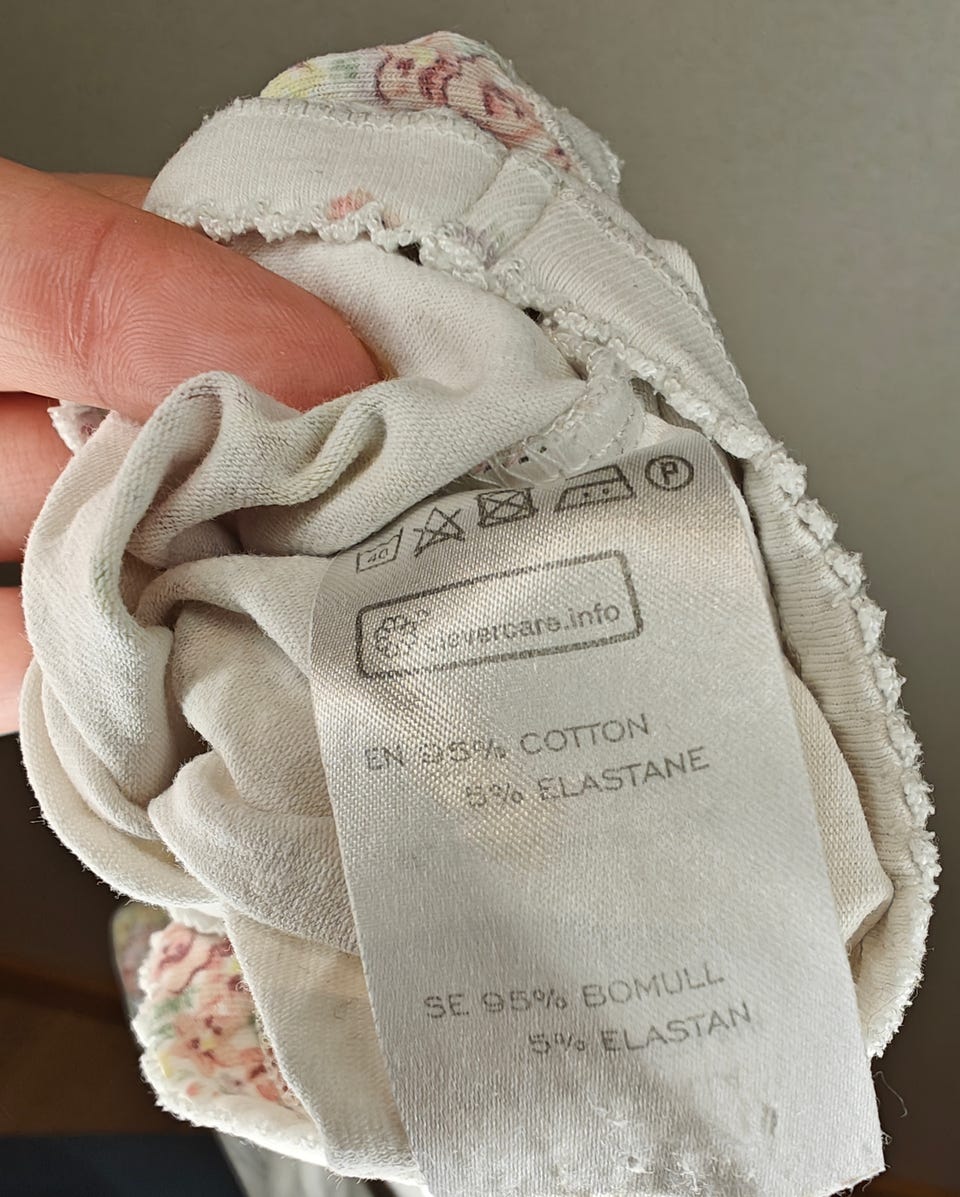 40 P
clevercare.info
EN 95% COTTON
5% ELASTANE
SE 95% BOMULL
5% ELASTAN